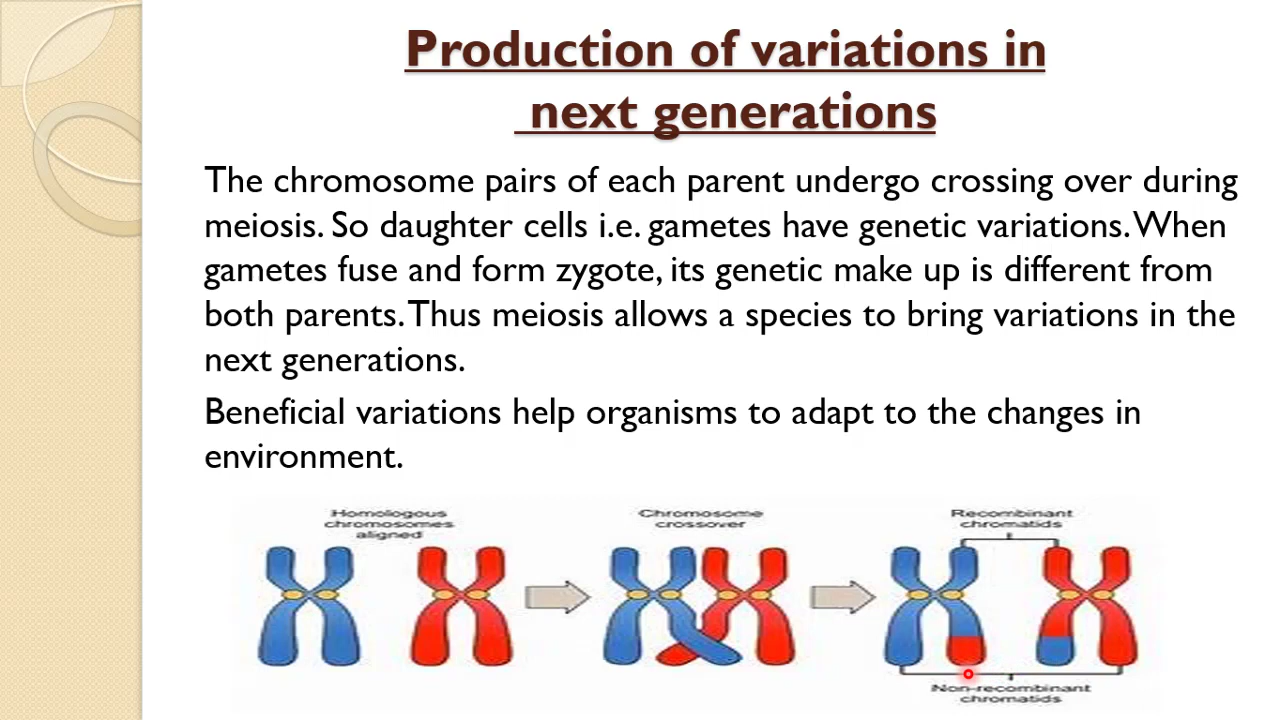 Production of variations in
next generations
The chromosome pairs of each parent undergo crossing over during
meiosis. So daughter cells i.e. gametes have genetic variations. When
gametes fuse and form zygote, its genetic make up is different from
both parents. Thus meiosis allows a species to bring variations in the
next generations.
Beneficial variations help organisms to adapt to the changes in
environment.
Homologous
chromosomes
aligned
Chromosome
crossover
Recombinant
chromatids
Non-recombinant
chromatids